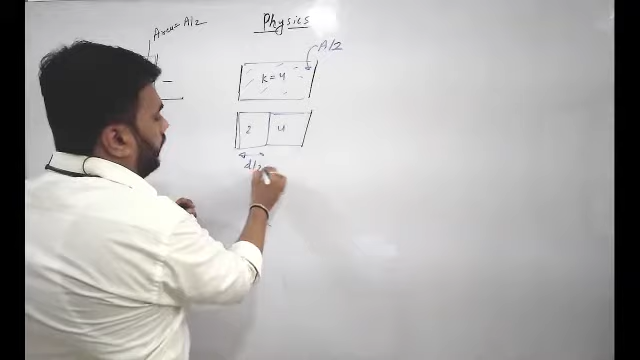 Physics
Area = A/2
A/2
k = 4
2 4
d/2